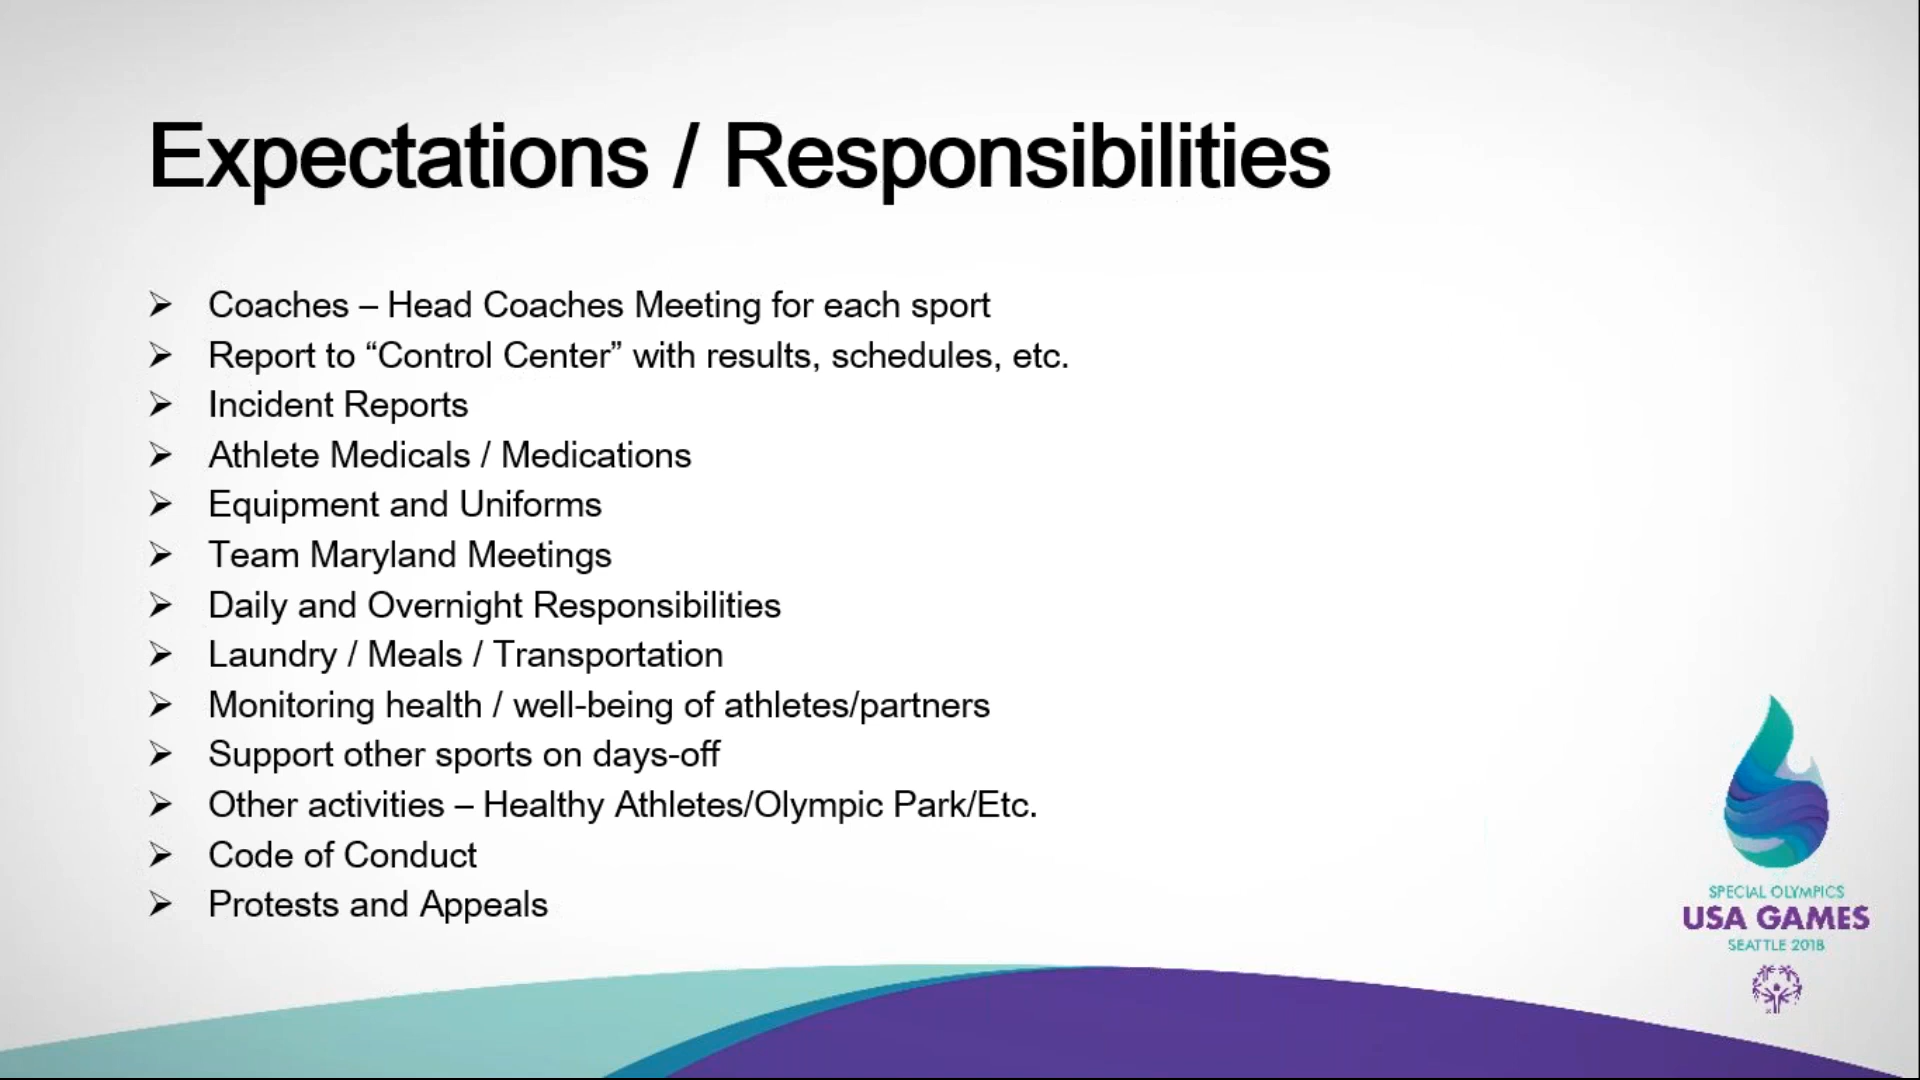 Expectations / Responsibilities
Coaches – Head Coaches Meeting for each sport
Report to “Control Center” with results, schedules, etc.
Incident Reports
Athlete Medicals / Medications
Equipment and Uniforms
Team Maryland Meetings
Daily and Overnight Responsibilities
Laundry / Meals / Transportation
Monitoring health / well-being of athletes/partners
Support other sports on days-off
Other activities – Healthy Athletes/Olympic Park/Etc.
Code of Conduct
Protests and Appeals
SPECIAL OLYMPICS
USA GAMES
SEATTLE 2018